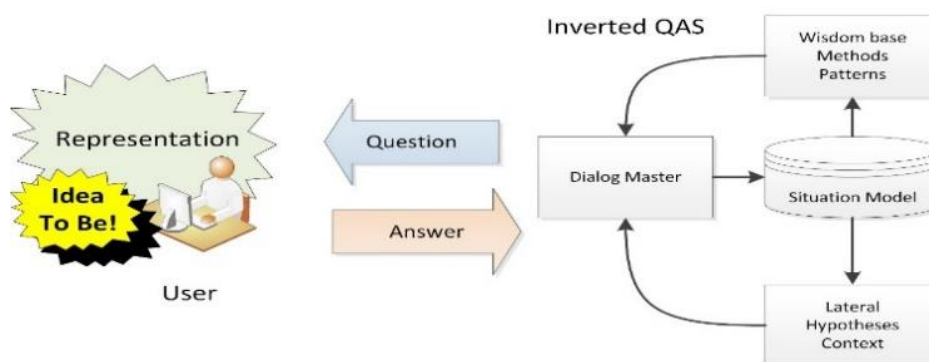 Inverted QAS
Wisdom base
Methods
Patterns
Representation
Question
Idea
To Be!
Dialog Master
Situation Model
Answer
User
Lateral
Hypotheses
Context